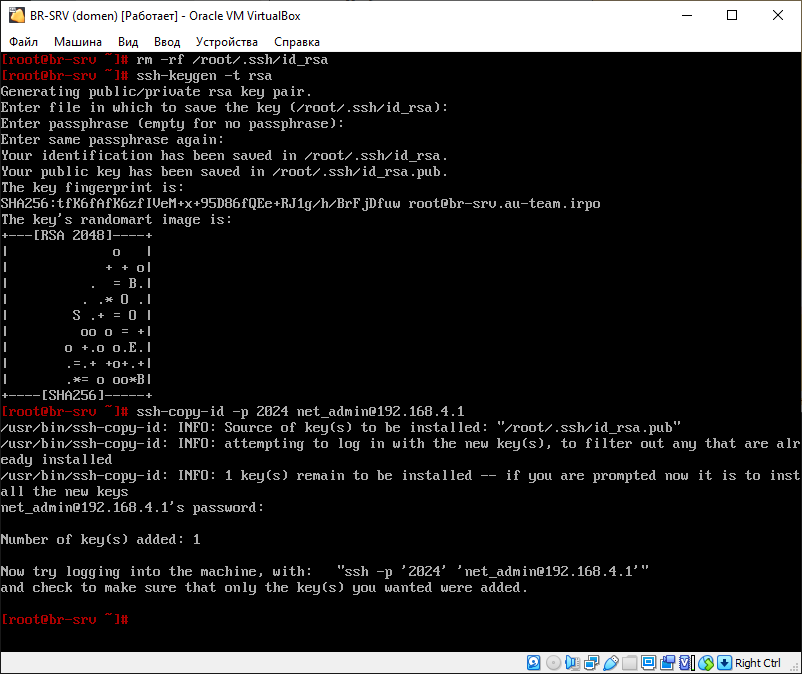 BR-SRV (domen) [Работает] - Oracle VM VirtualBox
Файл Машина Вид Ввод Устройства Справка
[root@br-srv ~]# rm -rf /root/.ssh/id_rsa
[root@br-srv ~]# ssh-keygen -t rsa
Generating public/private rsa key pair.
Enter file in which to save the key (/root/.ssh/id_rsa):
Enter passphrase (empty for no passphrase):
Enter same passphrase again:
Your identification has been saved in /root/.ssh/id_rsa.
Your public key has been saved in /root/.ssh/id_rsa.pub.
The key fingerprint is:
SHA256:tfK6fAfK6zfIVeM+x+95D86fQEe+RJ1g/h/BrFjDfuw root@br-srv.au-team.irpo
The key's randomart image is:
+---[RSA 2048]----+
|             o   |
|            + + o|
|          .  = B.|
|         . .* O .|
|        S .+ = O |
|         oo o = +|
|       o +.o o.E.|
|       .=.+ +o+.+|
|       .*= o oo*B|
+----[SHA256]-----+
[root@br-srv ~]# ssh-copy-id -p 2024 net_admin@192.168.4.1
/usr/bin/ssh-copy-id: INFO: Source of key(s) to be installed: "/root/.ssh/id_rsa.pub"
/usr/bin/ssh-copy-id: INFO: attempting to log in with the new key(s), to filter out any that are alr
eady installed
/usr/bin/ssh-copy-id: INFO: 1 key(s) remain to be installed -- if you are prompted now it is to inst
all the new keys
net_admin@192.168.4.1's password:
Number of key(s) added: 1
Now try logging into the machine, with:   "ssh -p '2024' 'net_admin@192.168.4.1'"
and check to make sure that only the key(s) you wanted were added.
[root@br-srv ~]#
Right Ctrl